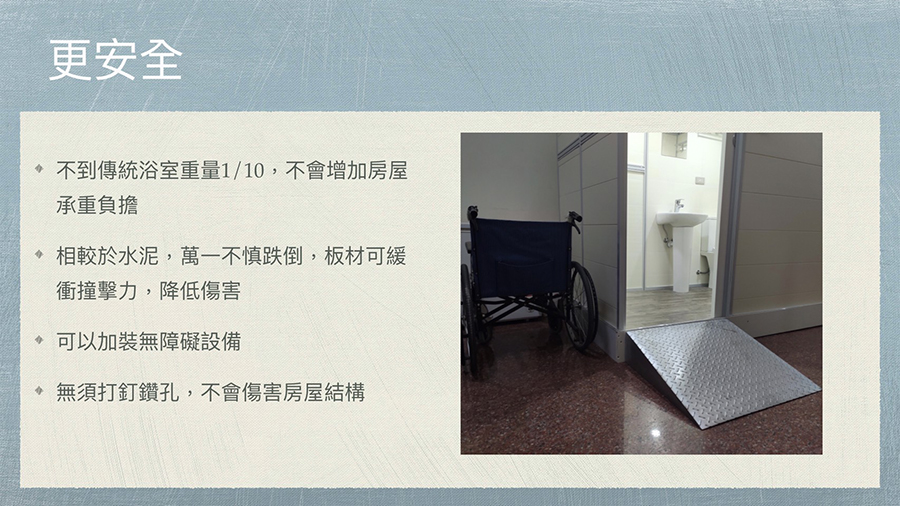 更安全
不到傳統浴室重量1/10，不會增加房屋
承重負擔
相較於水泥，萬一不慎跌倒，板材可緩
衝撞擊力，降低傷害
可以加裝無障礙設備
無須打釘鑽孔，不會傷害房屋結構